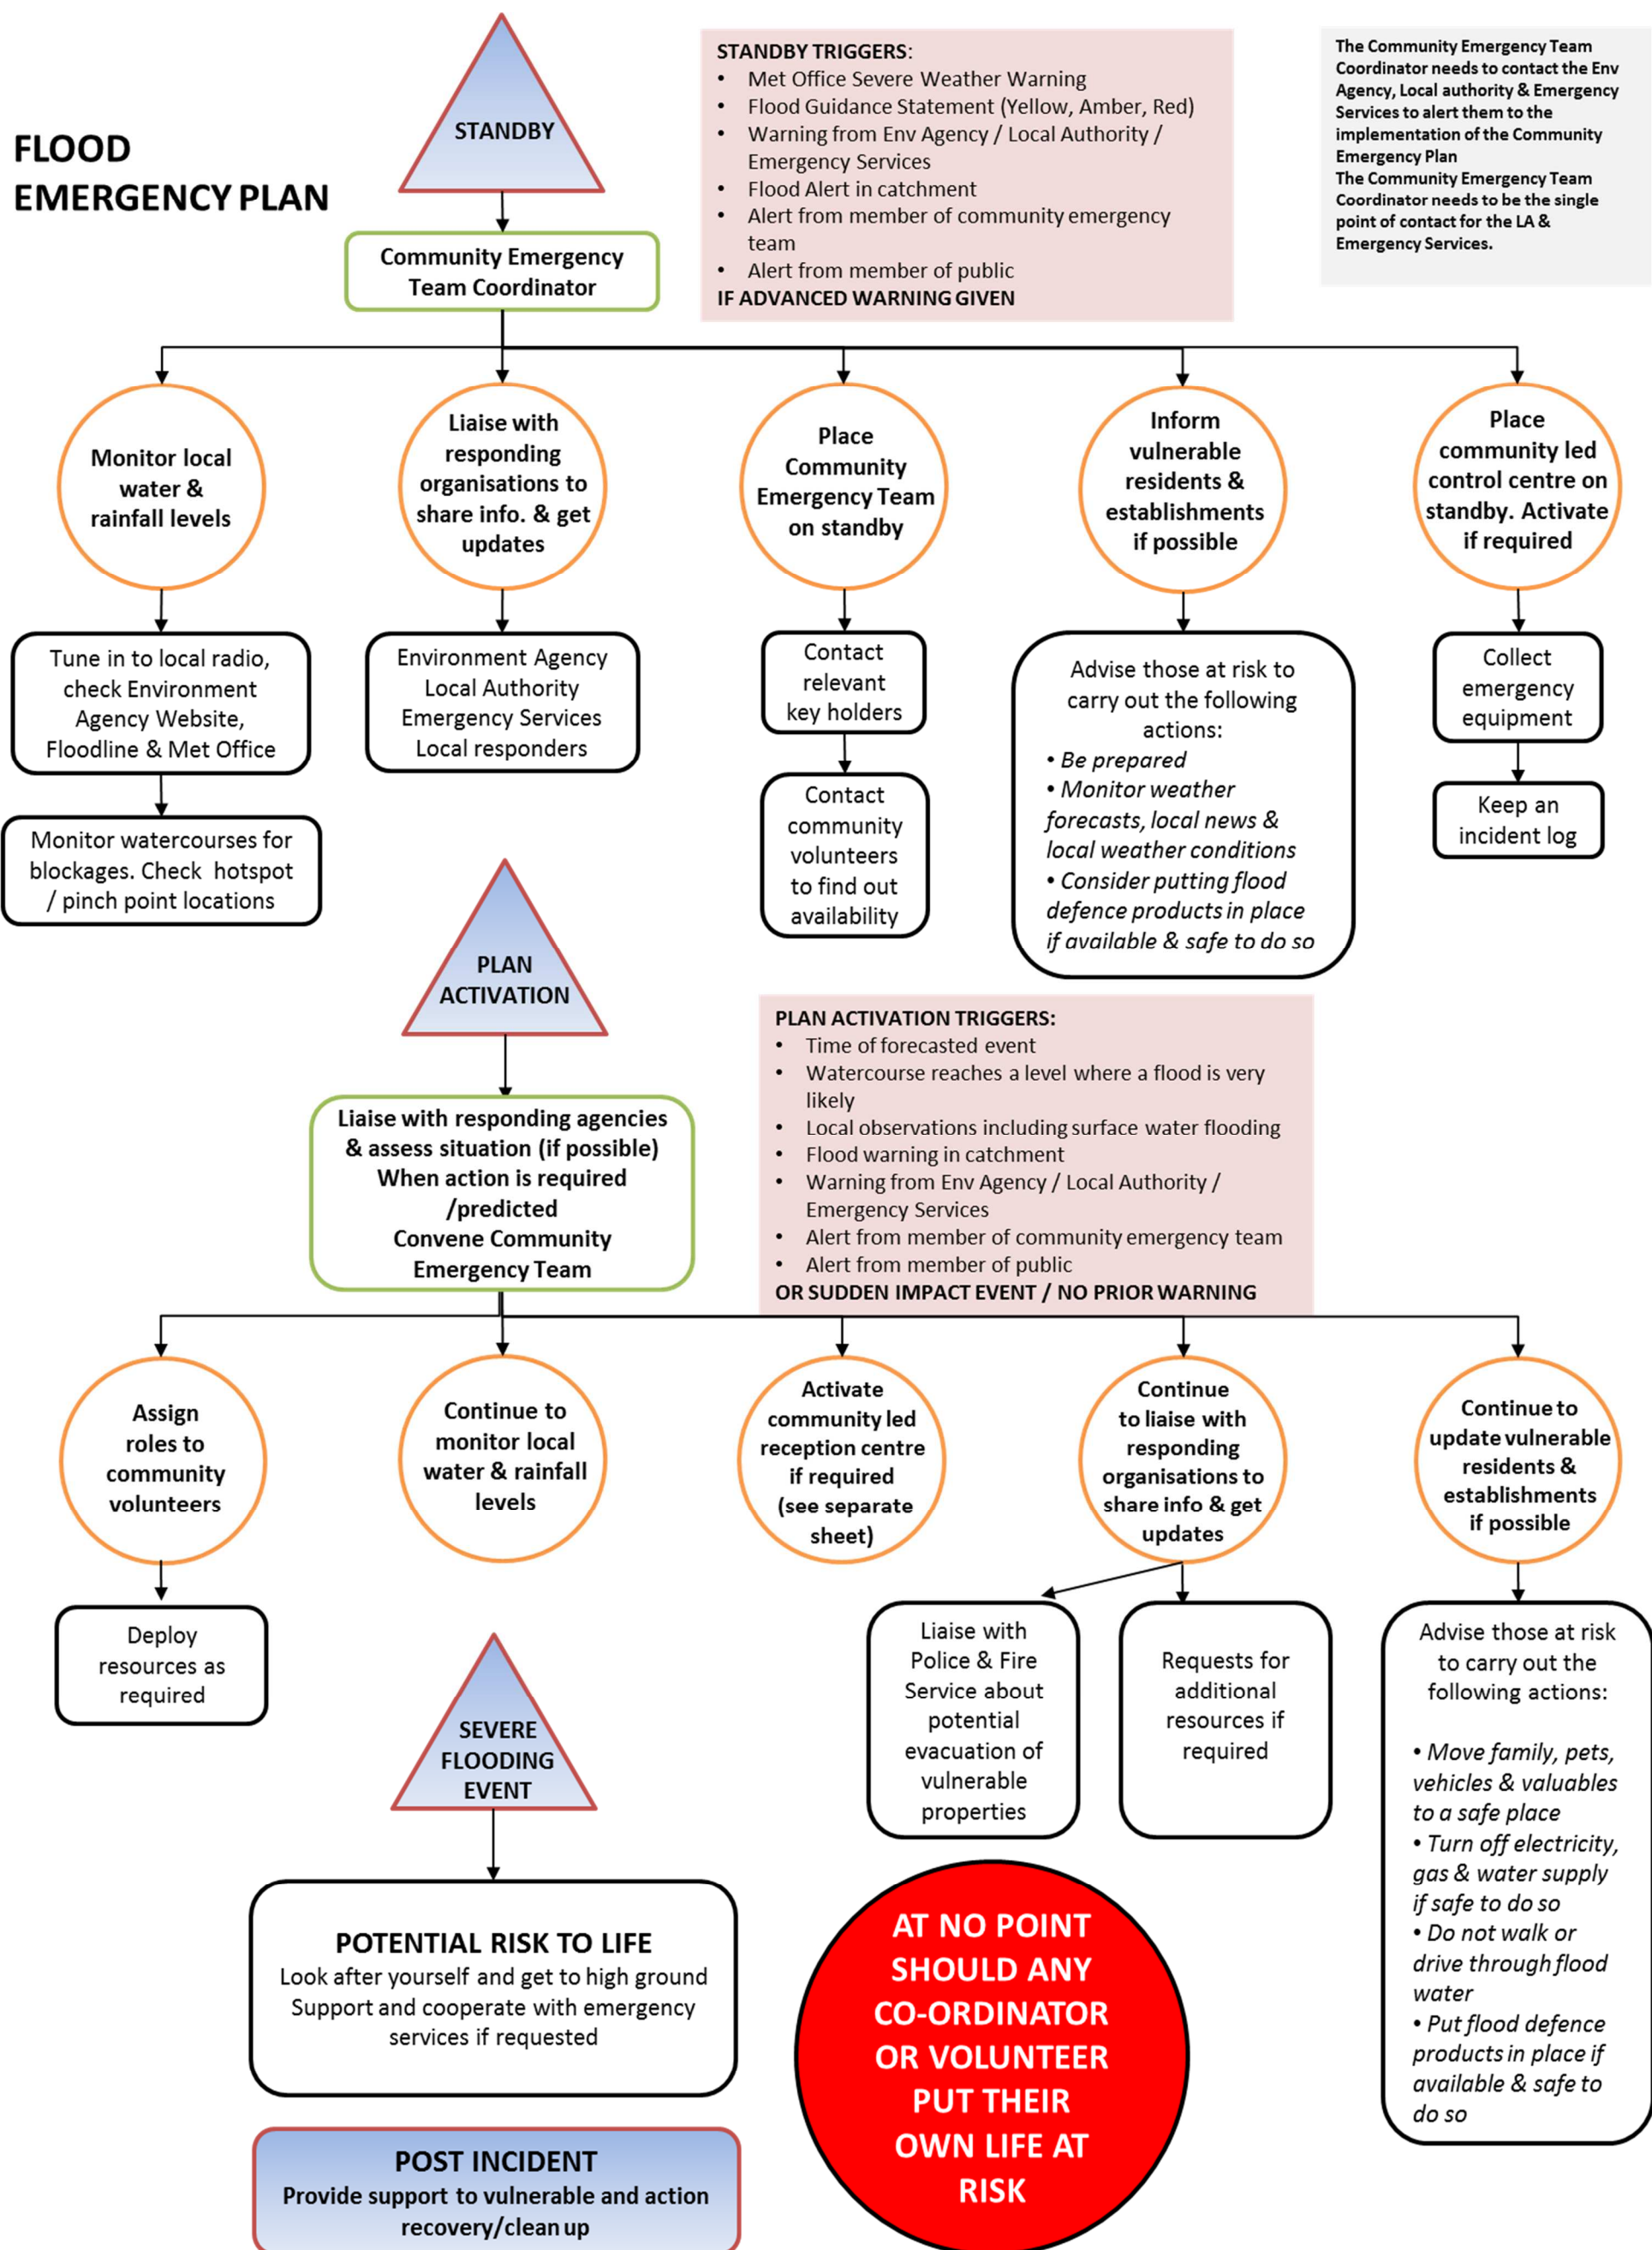 FLOOD
EMERGENCY PLAN
STANDBY
STANDBY TRIGGERS:
• Met Office Severe Weather Warning
• Flood Guidance Statement (Yellow, Amber, Red)
• Warning from Env Agency / Local Authority /
Emergency Services
• Flood Alert in catchment
• Alert from member of community emergency
team
• Alert from member of public
IF ADVANCED WARNING GIVEN
The Community Emergency Team
Coordinator needs to contact the Env
Agency, Local authority & Emergency
Services to alert them to the
implementation of the Community
Emergency Plan
The Community Emergency Team
Coordinator needs to be the single
point of contact for the LA &
Emergency Services.
Community Emergency
Team Coordinator
Monitor local
water &
rainfall levels
Liaise with
responding
organisations to
share info. & get
updates
Place
Community
Emergency Team
on standby
Inform
vulnerable
residents &
establishments
if possible
Place
community led
control centre on
standby. Activate
if required
Tune in to local radio,
check Environment
Agency Website,
Floodline & Met Office
Monitor watercourses for
blockages. Check hotspot
/ pinch point locations
Environment Agency
Local Authority
Emergency Services
Local responders
Contact
relevant
key holders
Contact
community
volunteers
to find out
availability
Advise those at risk to
carry out the following
actions:
• Be prepared
• Monitor weather
forecasts, local news &
local weather conditions
• Consider putting flood
defence products in place
if available & safe to do so
Collect
emergency
equipment
Keep an
incident log
PLAN
ACTIVATION
PLAN ACTIVATION TRIGGERS:
• Time of forecasted event
• Watercourse reaches a level where a flood is very
likely
• Local observations including surface water flooding
• Flood warning in catchment
• Warning from Env Agency / Local Authority /
Emergency Services
• Alert from member of community emergency team
• Alert from member of public
OR SUDDEN IMPACT EVENT / NO PRIOR WARNING
Liaise with responding agencies
& assess situation (if possible)
When action is required
/predicted
Convene Community
Emergency Team
Assign
roles to
community
volunteers
Continue to
monitor local
water & rainfall
levels
Activate
community led
reception centre
if required
(see separate
sheet)
Continue
to liaise with
responding
organisations to
share info & get
updates
Continue to
update vulnerable
residents &
establishments
if possible
Deploy
resources as
required
Liaise with
Police & Fire
Service about
potential
evacuation of
vulnerable
properties
Requests for
additional
resources if
required
Advise those at risk
to carry out the
following actions:
• Move family, pets,
vehicles & valuables
to a safe place
• Turn off electricity,
gas & water supply
if safe to do so
• Do not walk or
drive through flood
water
• Put flood defence
products in place if
available & safe to
do so
SEVERE
FLOODING
EVENT
POTENTIAL RISK TO LIFE
Look after yourself and get to high ground
Support and cooperate with emergency
services if requested
AT NO POINT
SHOULD ANY
CO-ORDINATOR
OR VOLUNTEER
PUT THEIR
OWN LIFE AT
RISK
POST INCIDENT
Provide support to vulnerable and action
recovery/clean up